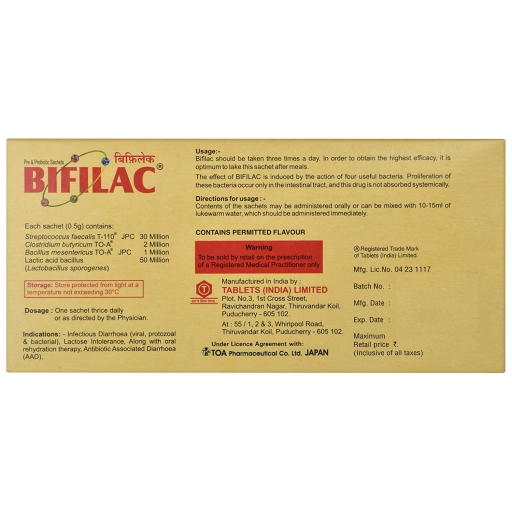 Pre & Probiotic Sachets
बिफ़िलेक
BIFILAC®
Each sachet (0.5g) contains:
Streptococcus faecalis T-110® JPC 30 Million
Clostridium butyricum TO-A® 2 Million
Bacillus mesentericus TO-A® JPC 1 Million
Lactic acid bacillus 50 Million
(Lactobacillus sporogenes)
Storage: Store protected from light at a
temperature not exceeding 30°C
Dosage : One sachet thrice daily
or as directed by the Physician.
Indications: - Infectious Diarrhoea (viral, protozoal
& bacterial), Lactose Intolerance, Along with oral
rehydration therapy, Antibiotic Associated Diarrhoea
(AAD).
Usage:-
Bifilac should be taken three times a day. In order to obtain the highest efficacy, it is
optimum to take this sachet after meals.
The effect of BIFILAC is induced by the action of four useful bacteria. Proliferation of
these bacteria occur only in the intestinal tract, and this drug is not absorbed systemically.
Directions for usage : -
Contents of the sachets may be administered orally or can be mixed with 10-15ml of
lukewarm water, which should be administered immediately.
CONTAINS PERMITTED FLAVOUR
Warning
To be sold by retail on the prescription
of a Registered Medical Practitioner only
Manufactured in India by :
TABLETS (INDIA) LIMITED
Plot. No.3, 1st Cross Street,
Ravichandran Nagar, Thiruvandar Koil,
Puducherry - 605 102.
At : 55 / 1, 2 & 3, Whirlpool Road,
Thiruvandar Koil, Puducherry - 605 102.
Under Licence Agreement with:
TOA Pharmaceutical Co. Ltd. JAPAN
®Registered Trade Mark
of Tablets (India) Limited.
Mfg. Lic.No. 04 23 1117
Batch No. :
Mfg. Date :
Exp. Date :
Maximum
Retail price ₹.
(Inclusive of all taxes)